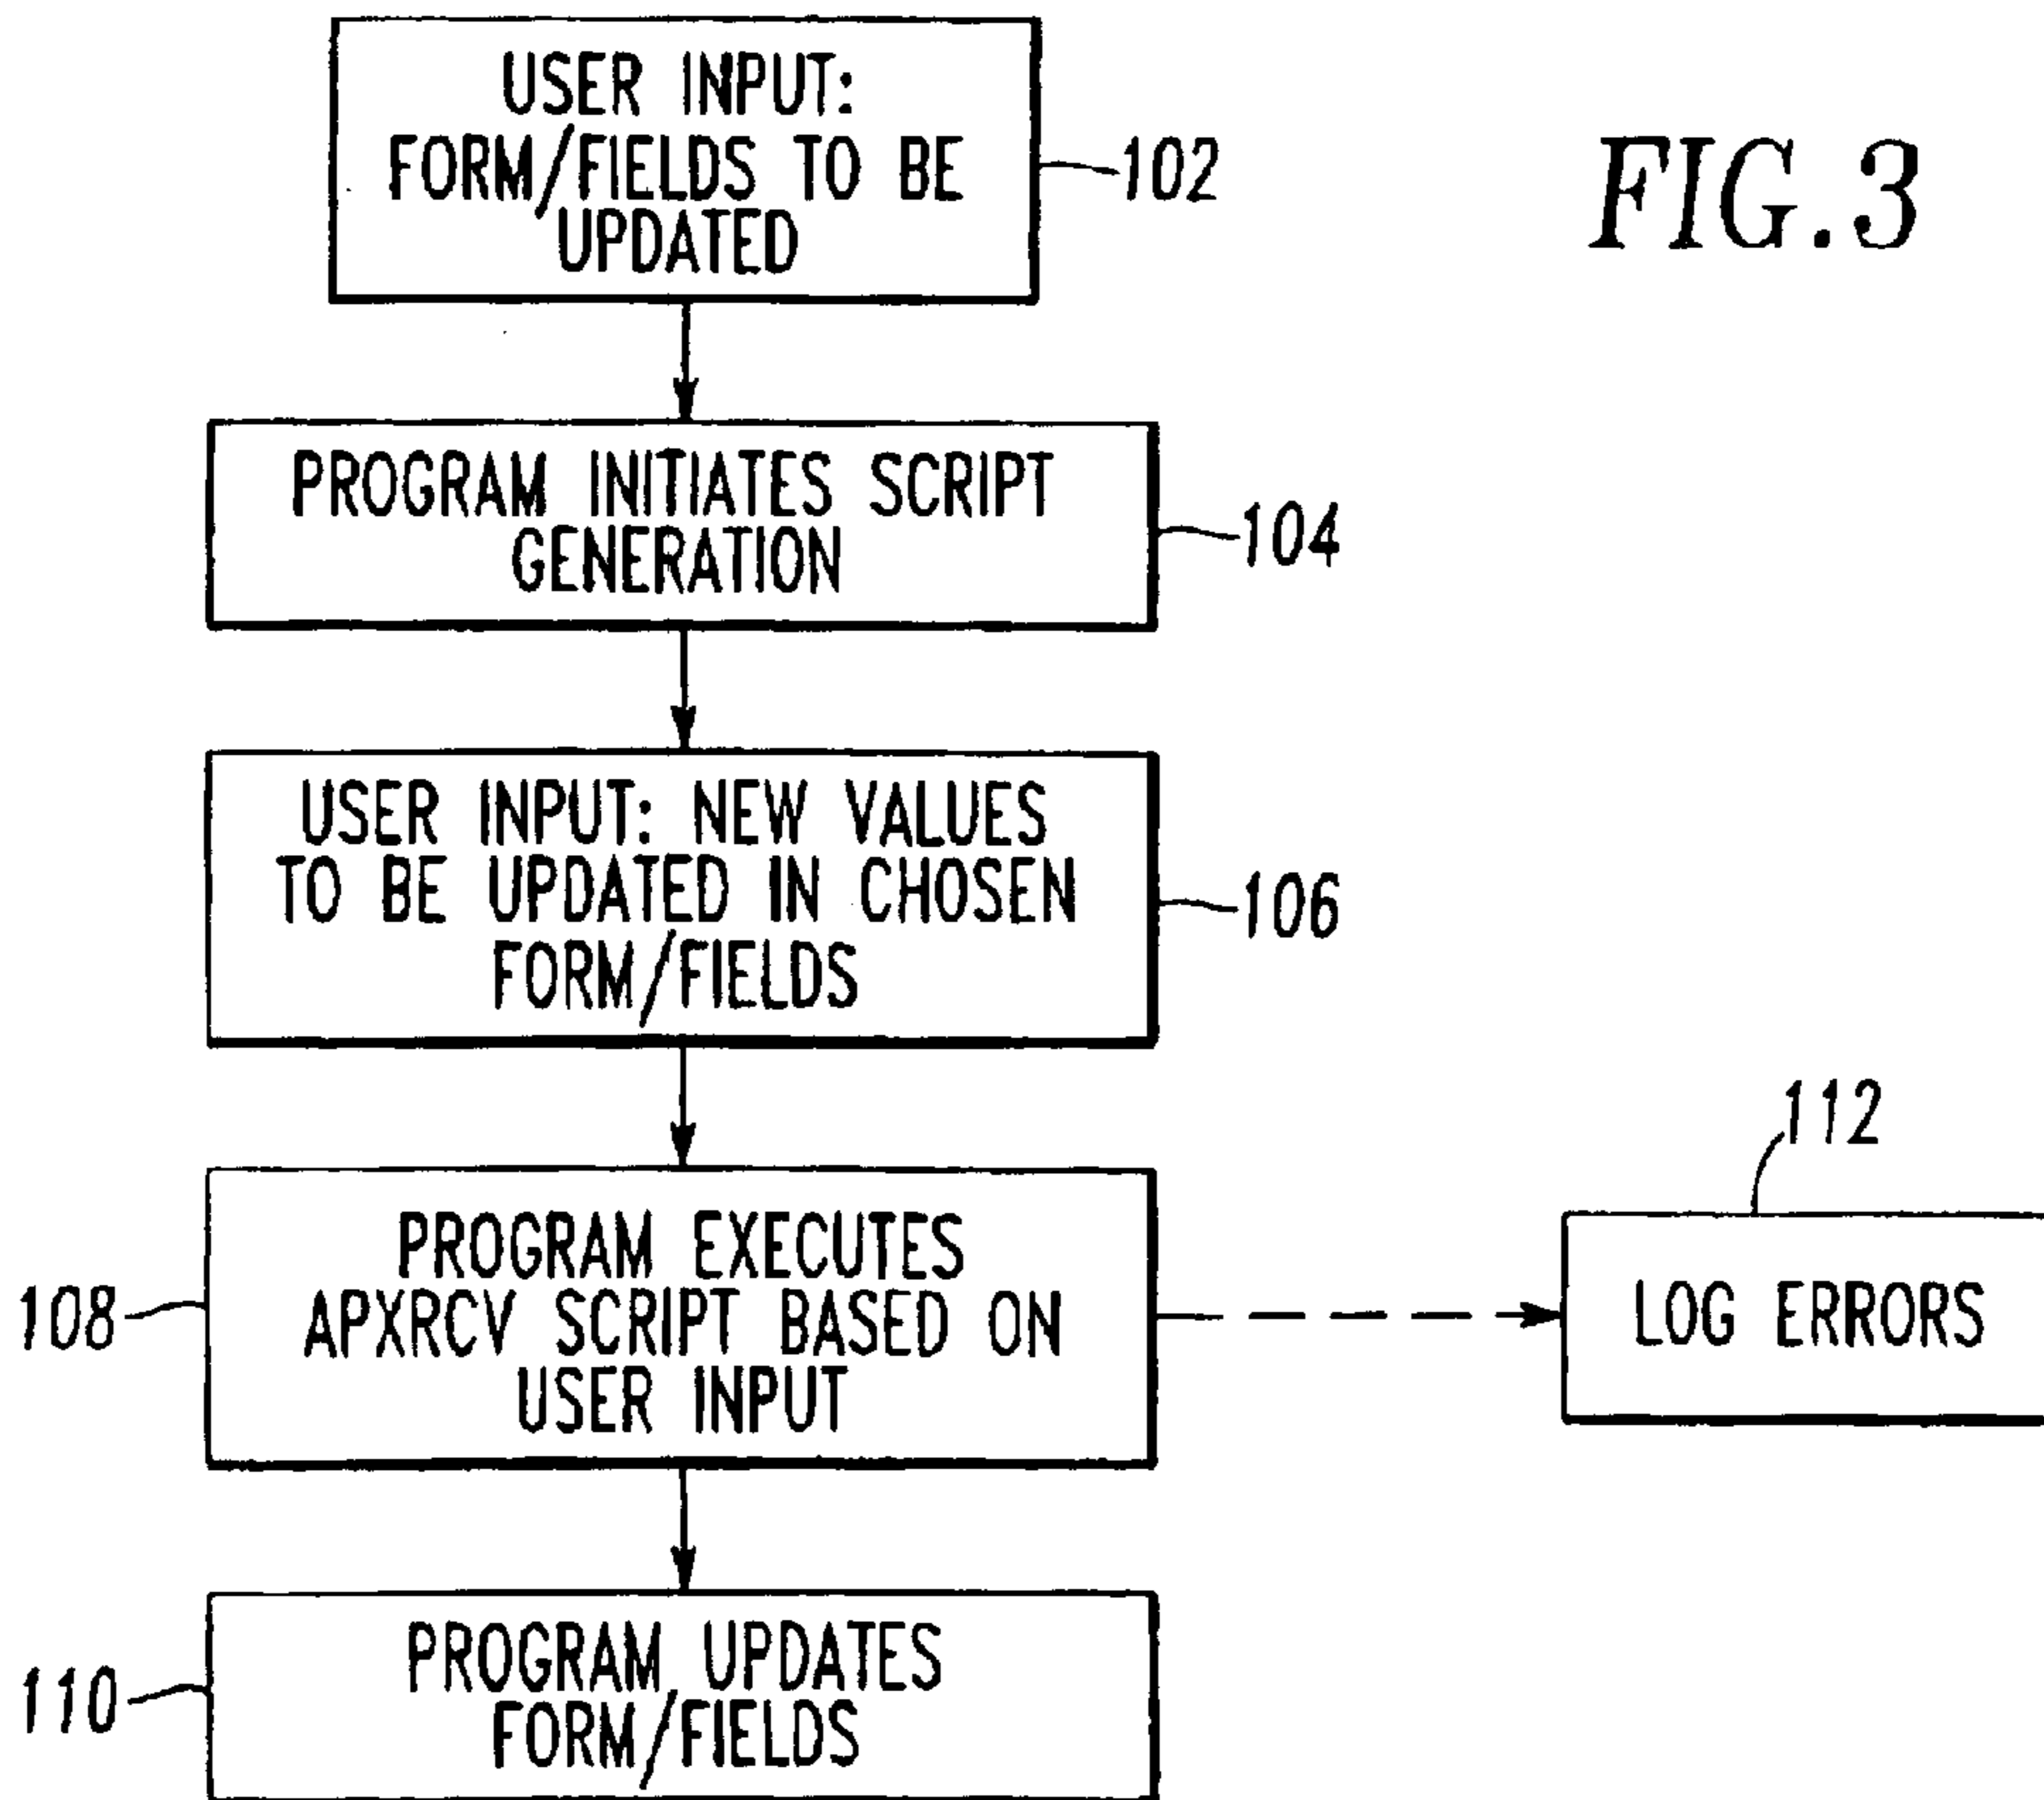 USER INPUT:
FORM/FIELDS TO BE
UPDATED
102
FIG.3
PROGRAM INITIATES SCRIPT
GENERATION
104
USER INPUT: NEW VALUES
TO BE UPDATED IN CHOSEN
FORM/FIELDS
106
PROGRAM EXECUTES
APXRCV SCRIPT BASED ON
USER INPUT
108
112
LOG ERRORS
PROGRAM UPDATES
FORM/FIELDS
110